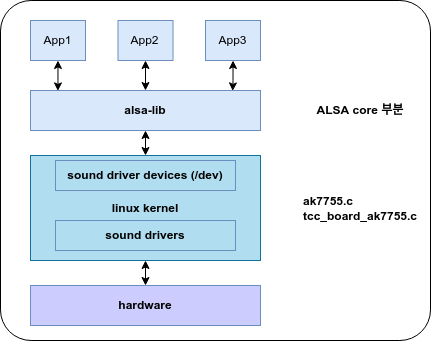 App1
App2
App3
alsa-lib
ALSA core 부분
sound driver devices (/dev)
linux kernel
ak7755.c
tcc_board_ak7755.c
sound drivers
hardware